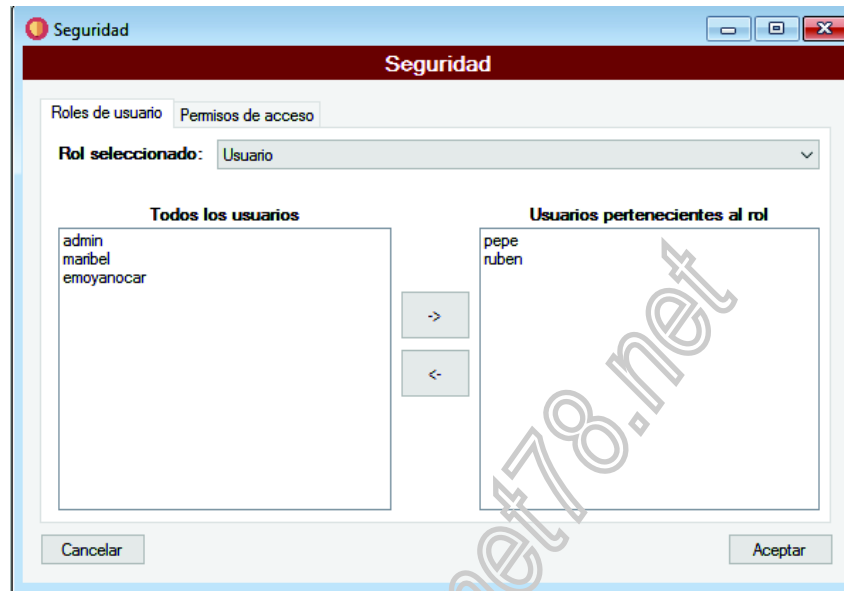 Seguridad
Seguridad
Roles de usuario Permisos de acceso
Rol seleccionado: Usuario
Todos los usuarios
admin
maribel
emoyanocar
Usuarios pertenecientes al rol
pepe
ruben
->
<-
Cancelar Aceptar
net78.net